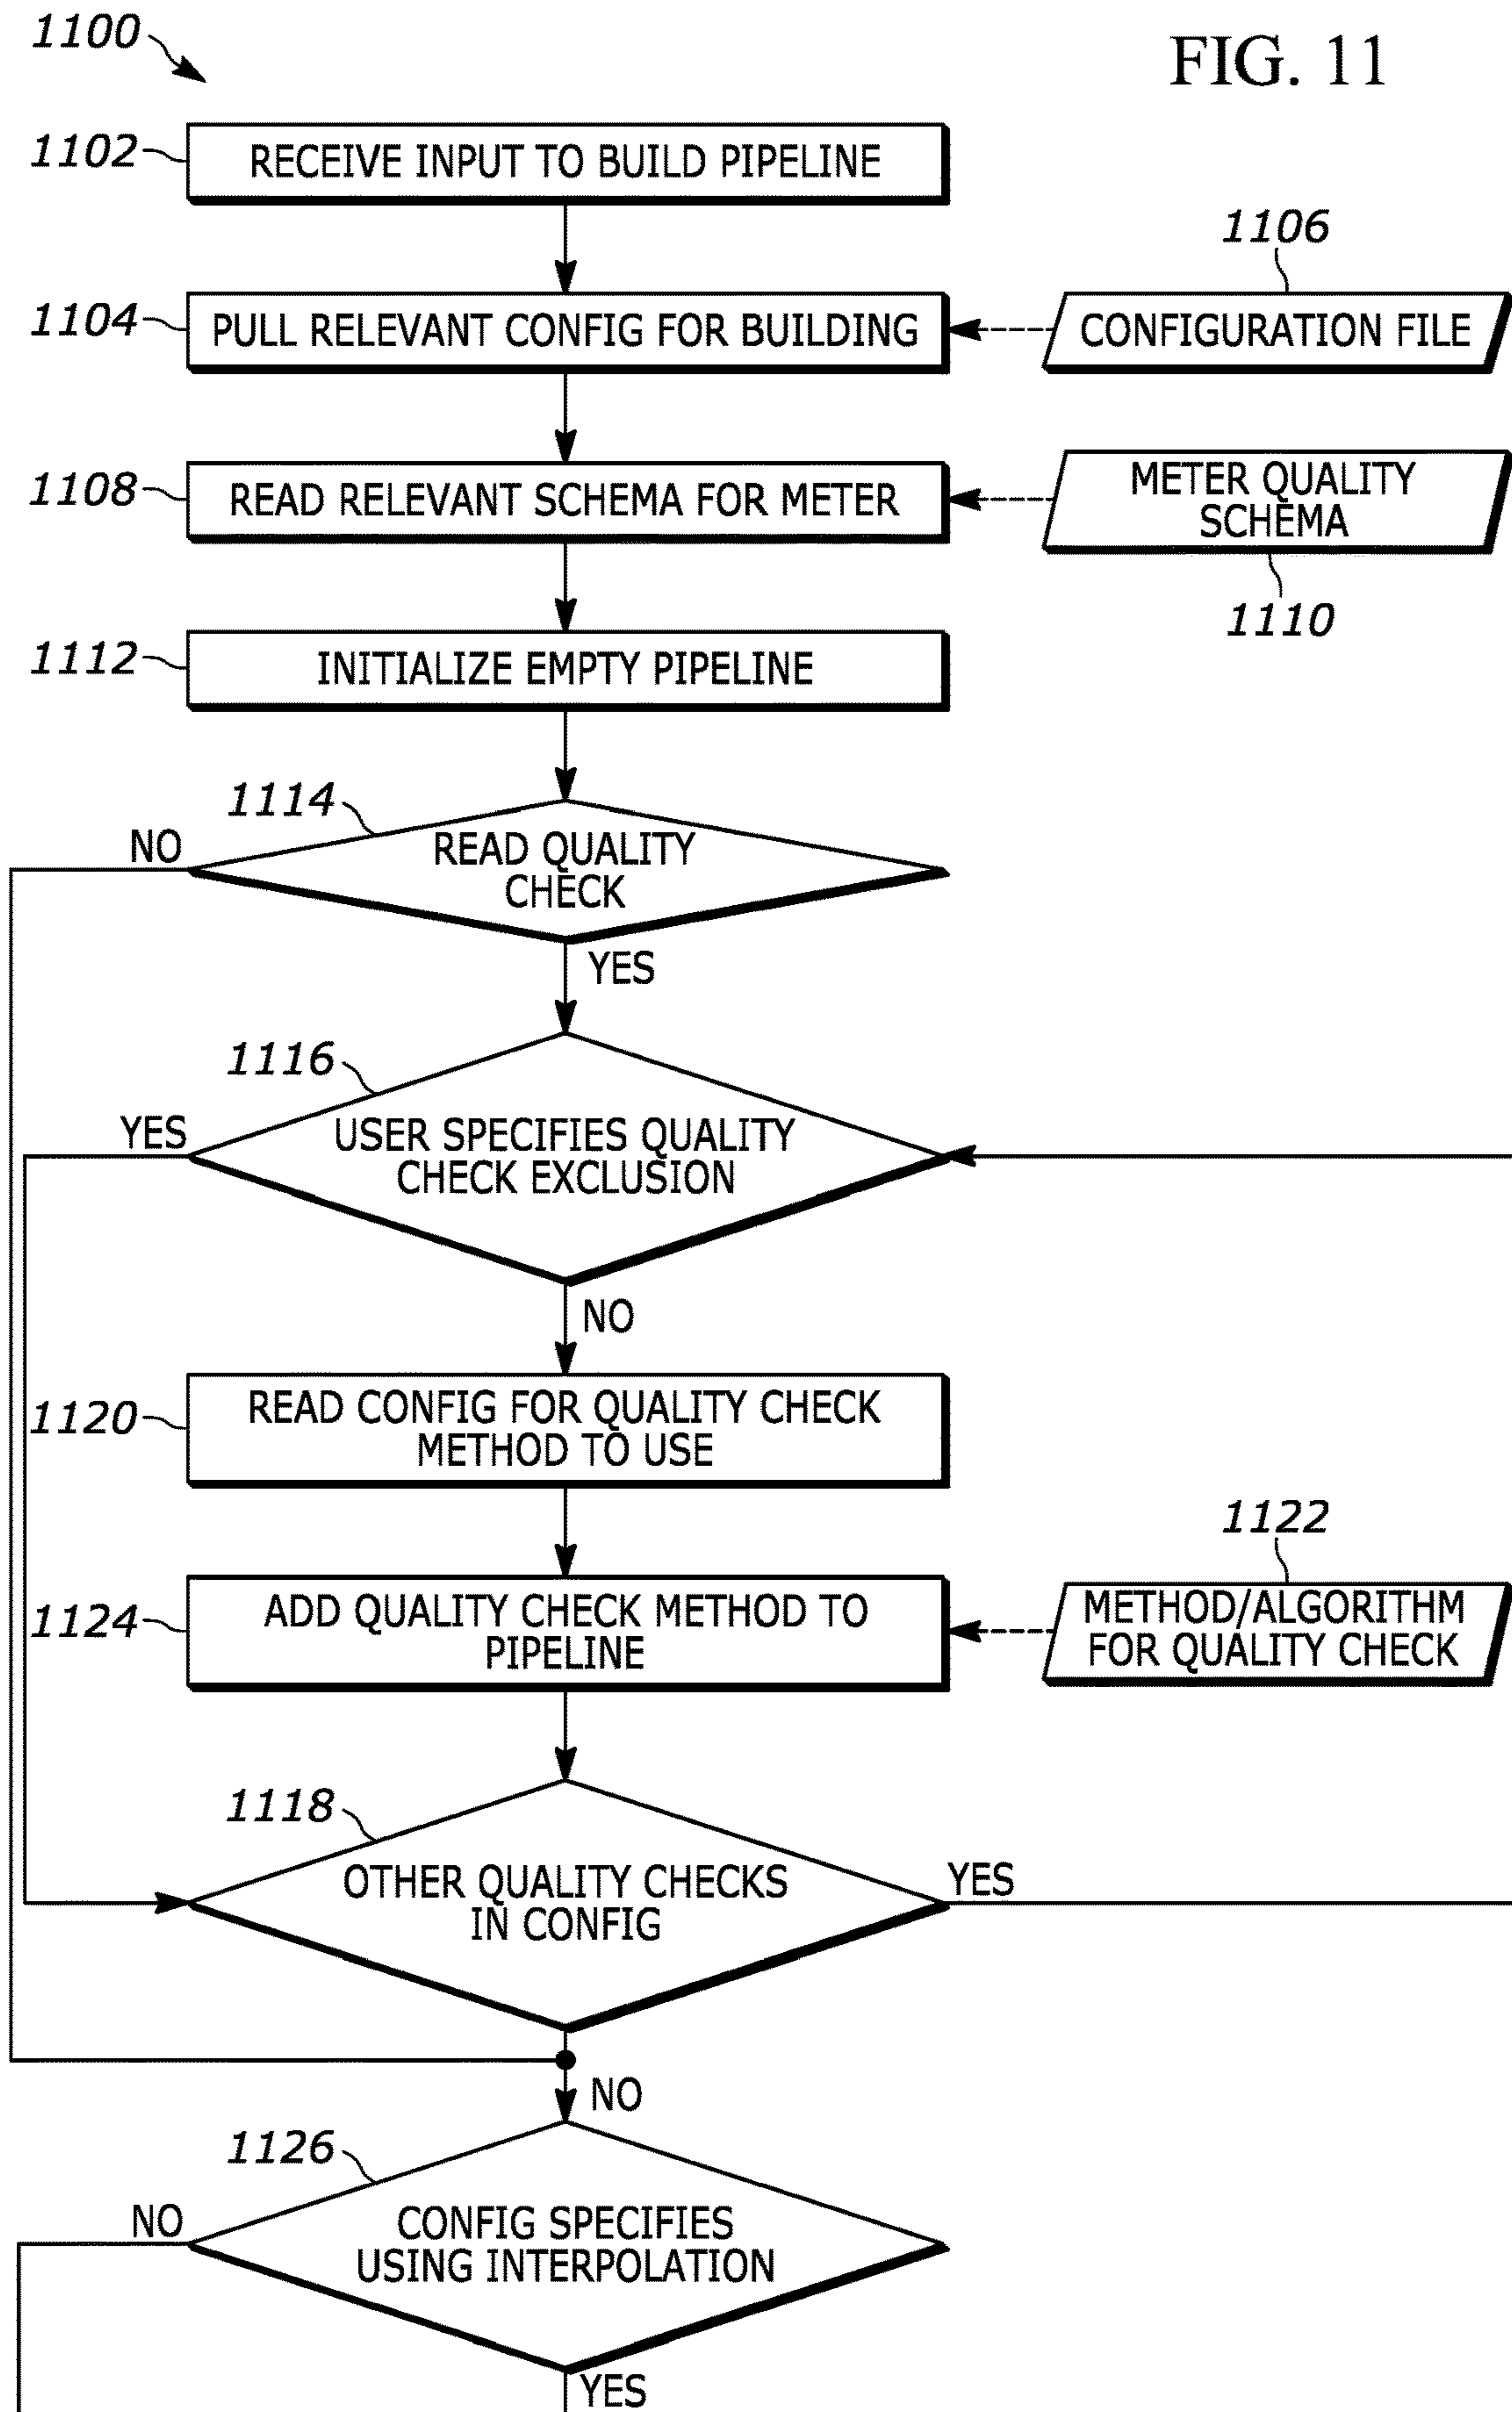 1100
FIG. 11
1102
RECEIVE INPUT TO BUILD PIPELINE
1106
1104
PULL RELEVANT CONFIG FOR BUILDING
CONFIGURATION FILE
1108
READ RELEVANT SCHEMA FOR METER
METER QUALITY
SCHEMA
1110
1112
INITIALIZE EMPTY PIPELINE
1114
NO
READ QUALITY
CHECK
YES
1116
YES
USER SPECIFIES QUALITY
CHECK EXCLUSION
NO
1120
READ CONFIG FOR QUALITY CHECK
METHOD TO USE
1122
1124
ADD QUALITY CHECK METHOD TO
PIPELINE
METHOD/ALGORITHM
FOR QUALITY CHECK
1118
OTHER QUALITY CHECKS
IN CONFIG
YES
NO
1126
NO
CONFIG SPECIFIES
USING INTERPOLATION
YES